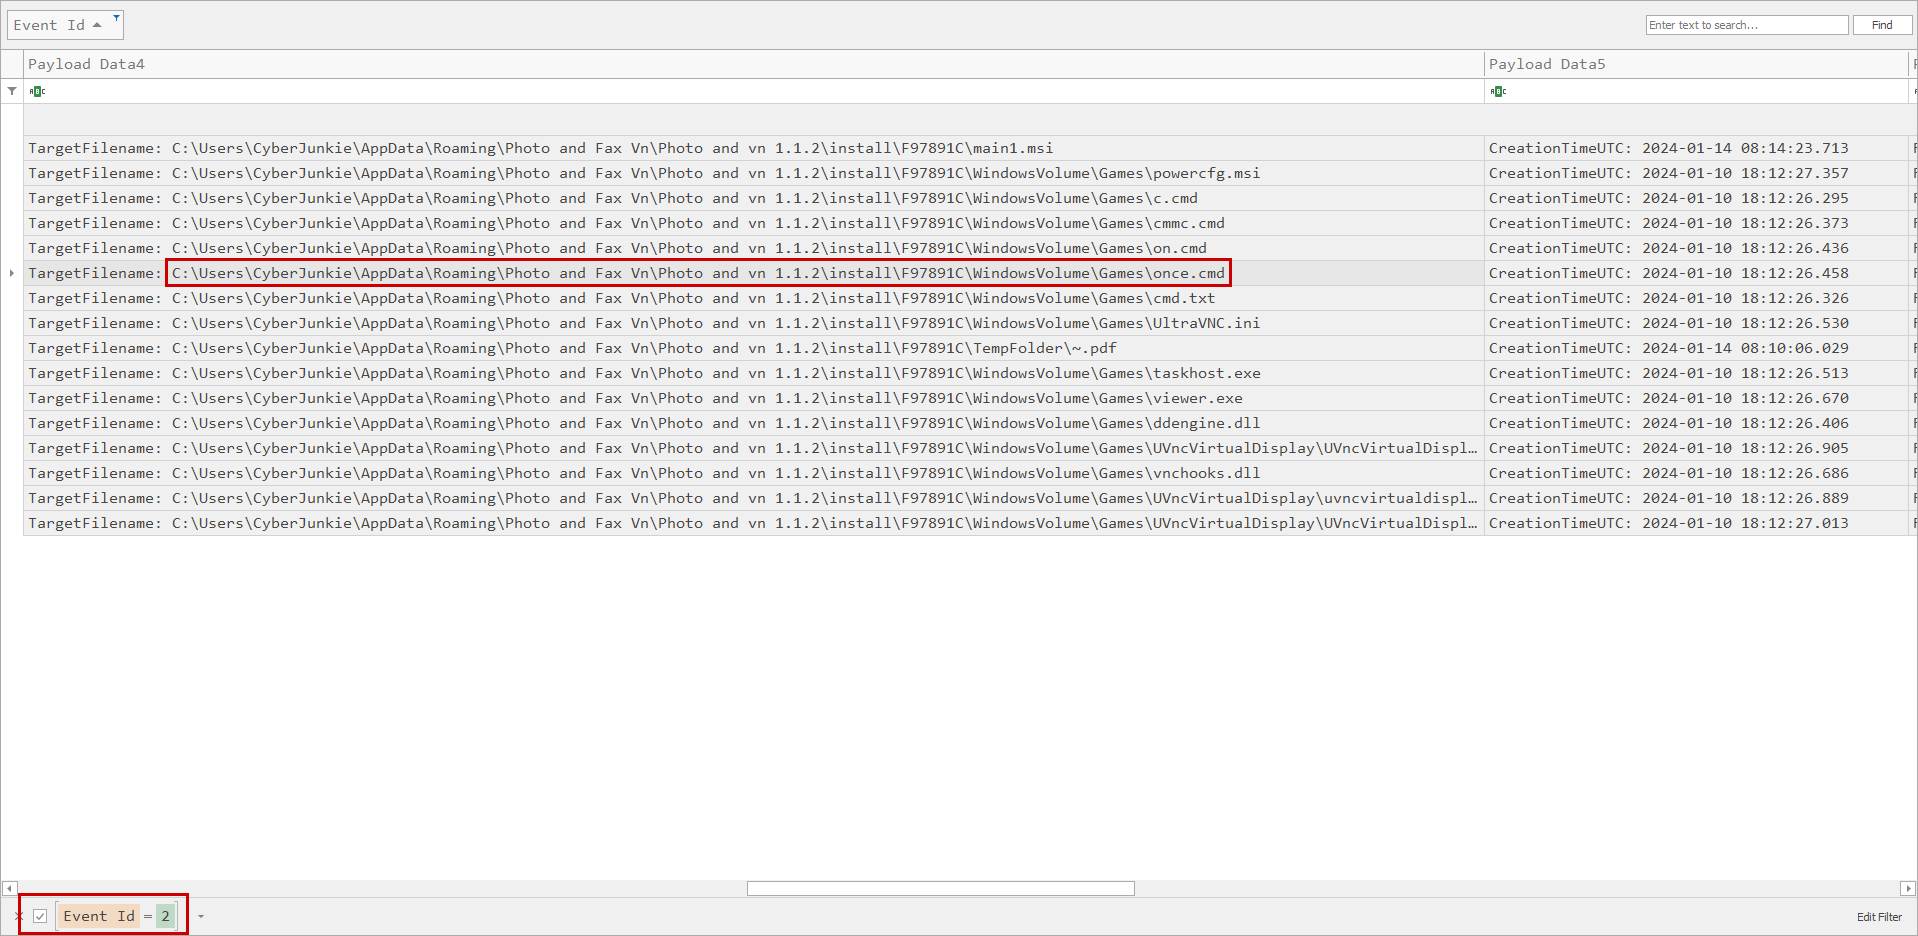 Event Id
Enter text to search...
Find
Payload Data4 Payload Data5
TargetFilename: C:\Users\CyberJunkie\AppData\Roaming\Photo and Fax Vn\Photo and vn 1.1.2\install\F97891C\main1.msi CreationTimeUTC: 2024-01-14 08:14:23.713
TargetFilename: C:\Users\CyberJunkie\AppData\Roaming\Photo and Fax Vn\Photo and vn 1.1.2\install\F97891C\WindowsVolume\Games\powercfg.msi CreationTimeUTC: 2024-01-10 18:12:27.357
TargetFilename: C:\Users\CyberJunkie\AppData\Roaming\Photo and Fax Vn\Photo and vn 1.1.2\install\F97891C\WindowsVolume\Games\c.cmd CreationTimeUTC: 2024-01-10 18:12:26.295
TargetFilename: C:\Users\CyberJunkie\AppData\Roaming\Photo and Fax Vn\Photo and vn 1.1.2\install\F97891C\WindowsVolume\Games\cmmc.cmd CreationTimeUTC: 2024-01-10 18:12:26.373
TargetFilename: C:\Users\CyberJunkie\AppData\Roaming\Photo and Fax Vn\Photo and vn 1.1.2\install\F97891C\WindowsVolume\Games\on.cmd CreationTimeUTC: 2024-01-10 18:12:26.436
TargetFilename: C:\Users\CyberJunkie\AppData\Roaming\Photo and Fax Vn\Photo and vn 1.1.2\install\F97891C\WindowsVolume\Games\once.cmd CreationTimeUTC: 2024-01-10 18:12:26.458
TargetFilename: C:\Users\CyberJunkie\AppData\Roaming\Photo and Fax Vn\Photo and vn 1.1.2\install\F97891C\WindowsVolume\Games\cmd.txt CreationTimeUTC: 2024-01-10 18:12:26.326
TargetFilename: C:\Users\CyberJunkie\AppData\Roaming\Photo and Fax Vn\Photo and vn 1.1.2\install\F97891C\WindowsVolume\Games\UltraVNC.ini CreationTimeUTC: 2024-01-10 18:12:26.530
TargetFilename: C:\Users\CyberJunkie\AppData\Roaming\Photo and Fax Vn\Photo and vn 1.1.2\install\F97891C\TempFolder\~.pdf CreationTimeUTC: 2024-01-14 08:10:06.029
TargetFilename: C:\Users\CyberJunkie\AppData\Roaming\Photo and Fax Vn\Photo and vn 1.1.2\install\F97891C\WindowsVolume\Games\taskhost.exe CreationTimeUTC: 2024-01-10 18:12:26.513
TargetFilename: C:\Users\CyberJunkie\AppData\Roaming\Photo and Fax Vn\Photo and vn 1.1.2\install\F97891C\WindowsVolume\Games\viewer.exe CreationTimeUTC: 2024-01-10 18:12:26.670
TargetFilename: C:\Users\CyberJunkie\AppData\Roaming\Photo and Fax Vn\Photo and vn 1.1.2\install\F97891C\WindowsVolume\Games\ddengine.dll CreationTimeUTC: 2024-01-10 18:12:26.406
TargetFilename: C:\Users\CyberJunkie\AppData\Roaming\Photo and Fax Vn\Photo and vn 1.1.2\install\F97891C\WindowsVolume\Games\UVncVirtualDisplay\UVncVirtualDispl… CreationTimeUTC: 2024-01-10 18:12:26.905
TargetFilename: C:\Users\CyberJunkie\AppData\Roaming\Photo and Fax Vn\Photo and vn 1.1.2\install\F97891C\WindowsVolume\Games\vnchooks.dll CreationTimeUTC: 2024-01-10 18:12:26.686
TargetFilename: C:\Users\CyberJunkie\AppData\Roaming\Photo and Fax Vn\Photo and vn 1.1.2\install\F97891C\WindowsVolume\Games\UVncVirtualDisplay\uvncvirtualdispl… CreationTimeUTC: 2024-01-10 18:12:26.889
TargetFilename: C:\Users\CyberJunkie\AppData\Roaming\Photo and Fax Vn\Photo and vn 1.1.2\install\F97891C\WindowsVolume\Games\UVncVirtualDisplay\UVncVirtualDispl… CreationTimeUTC: 2024-01-10 18:12:27.013
Event Id = 2
Edit Filter